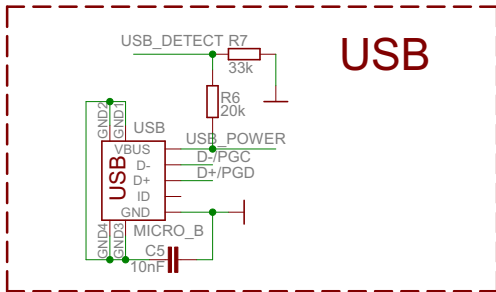 USB_DETECT R7
33k
USB
R6
20k
GND2
GND1
USB
USB_POWER
VBUS
D-
D-/PGC
D+
D+/PGD
ID
GND
USB
GND4
GND3
MICRO_B
C5
10nF